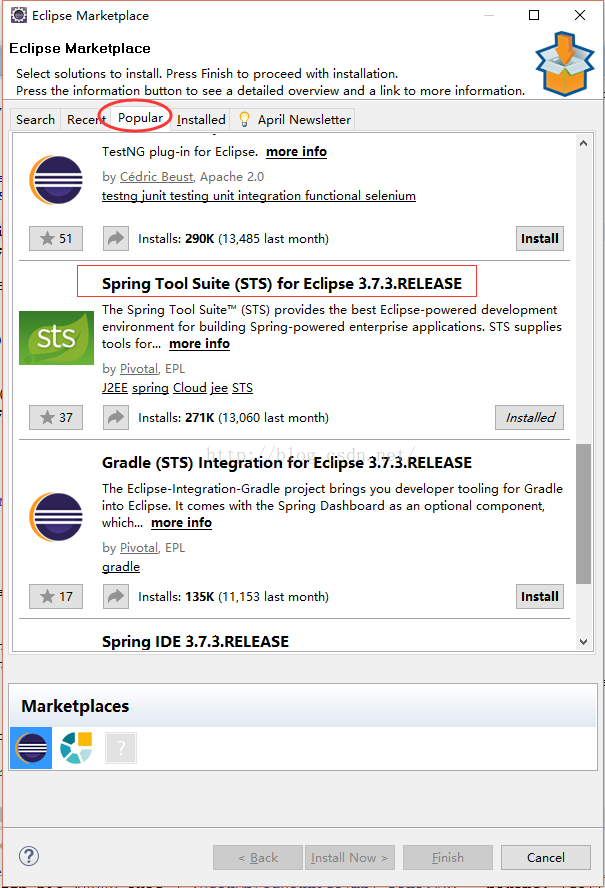 Eclipse Marketplace
Eclipse Marketplace
Select solutions to install. Press Finish to proceed with installation.
Press the information button to see a detailed overview and a link to more information.
Search Recent Popular Installed April Newsletter
TestNG plug-in for Eclipse. more info
by Cédric Beust, Apache 2.0
testng junit testing unit integration functional selenium
51 Installs: 290K (13,485 last month) Install
Spring Tool Suite (STS) for Eclipse 3.7.3.RELEASE
The Spring Tool Suite™ (STS) provides the best Eclipse-powered development
environment for building Spring-powered enterprise applications. STS supplies
tools for... more info
sts
by Pivotal, EPL
J2EE spring Cloud jee STS
37 Installs: 271K (13,060 last month) Installed
http://blog.csdn.net/
Gradle (STS) Integration for Eclipse 3.7.3.RELEASE
The Eclipse-Integration-Gradle project brings you developer tooling for Gradle
into Eclipse. It comes with the Spring Dashboard as an optional component,
which... more info
by Pivotal, EPL
gradle
17 Installs: 135K (11,153 last month) Install
Spring IDE 3.7.3.RELEASE
Marketplaces
?
? < Back Install Now > Finish Cancel